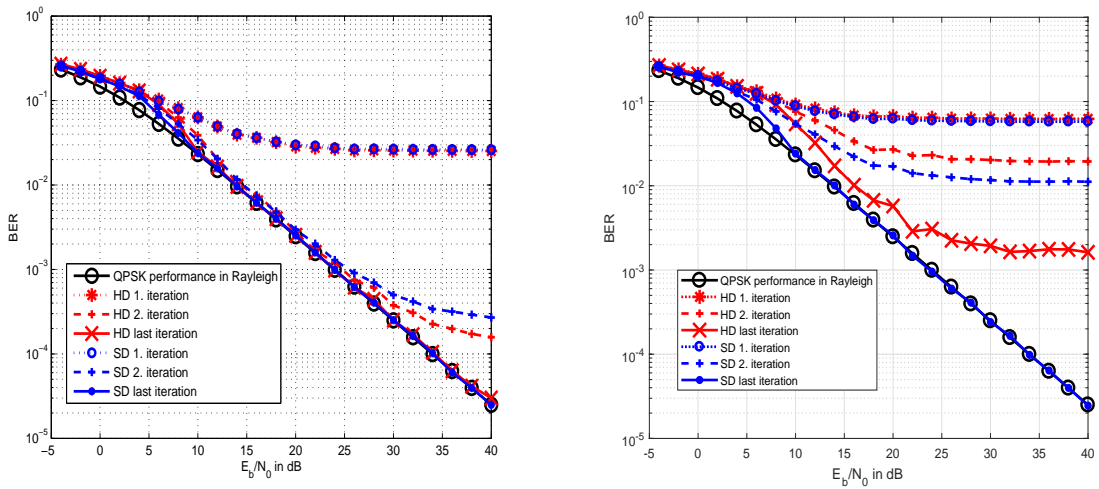 10^0
10^-1
10^-2
10^-3
10^-4
10^-5
BER
-5 0 5 10 15 20 25 30 35 40
E_b/N_0 in dB
QPSK performance in Rayleigh
HD 1. iteration
HD 2. iteration
HD last iteration
SD 1. iteration
SD 2. iteration
SD last iteration
10^0
10^-1
10^-2
10^-3
10^-4
10^-5
BER
-5 0 5 10 15 20 25 30 35 40
E_b/N_0 in dB
QPSK performance in Rayleigh
HD 1. iteration
HD 2. iteration
HD last iteration
SD 1. iteration
SD 2. iteration
SD last iteration